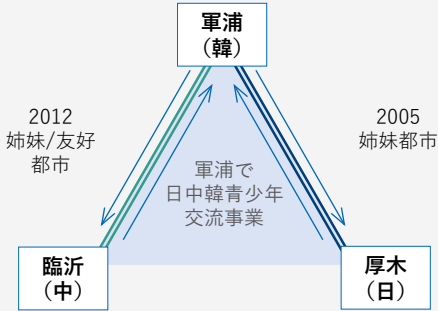 軍浦
（韓）
2012
姉妹/友好
都市
2005
姉妹都市
軍浦で
日中韓青少年
交流事業
臨沂
（中）
厚木
（日）